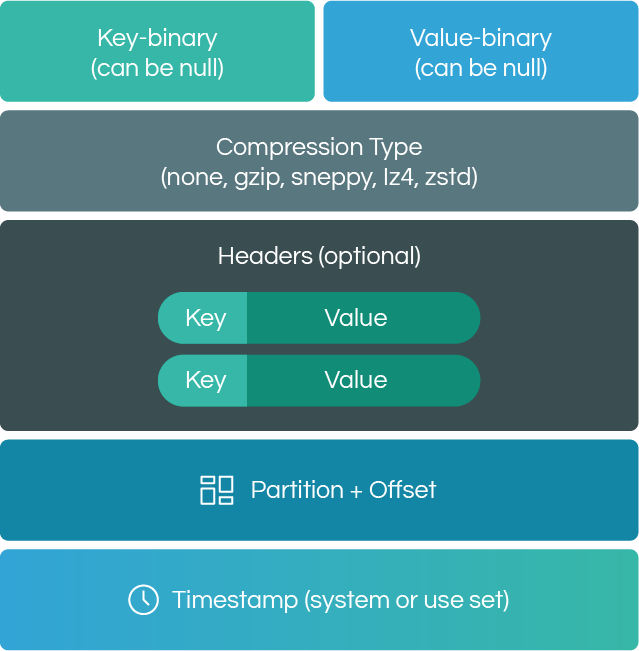 Key-binary
(can be null)
Value-binary
(can be null)
Compression Type
(none, gzip, sneppy, lz4, zstd)
Headers (optional)
Key Value
Key Value
Partition + Offset
Timestamp (system or use set)